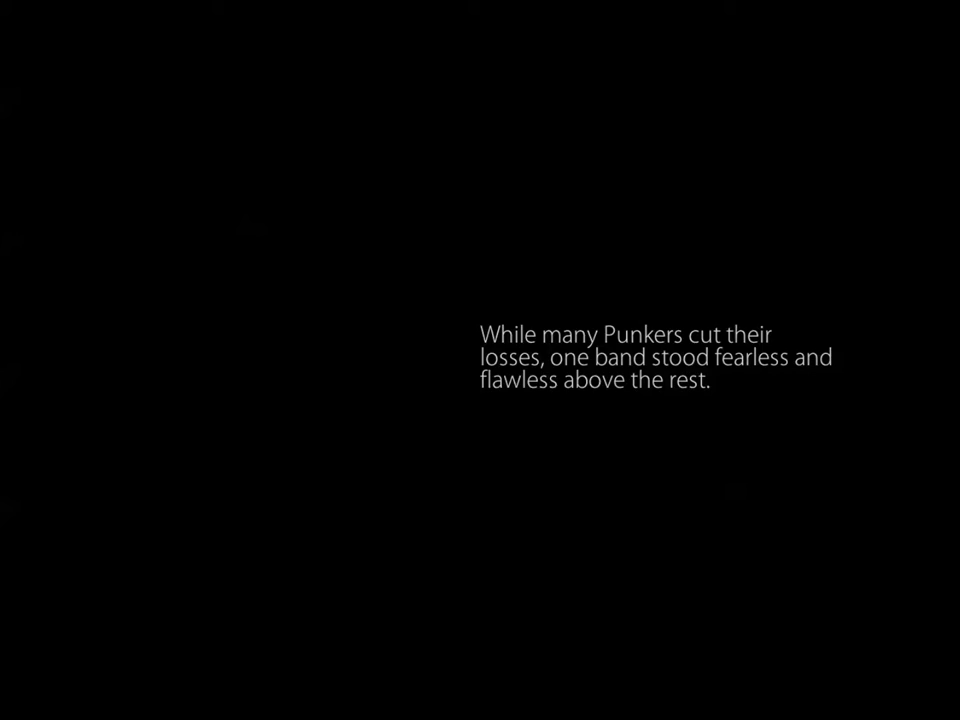 While many Punkers cut their
losses, one band stood fearless and
flawless above the rest.